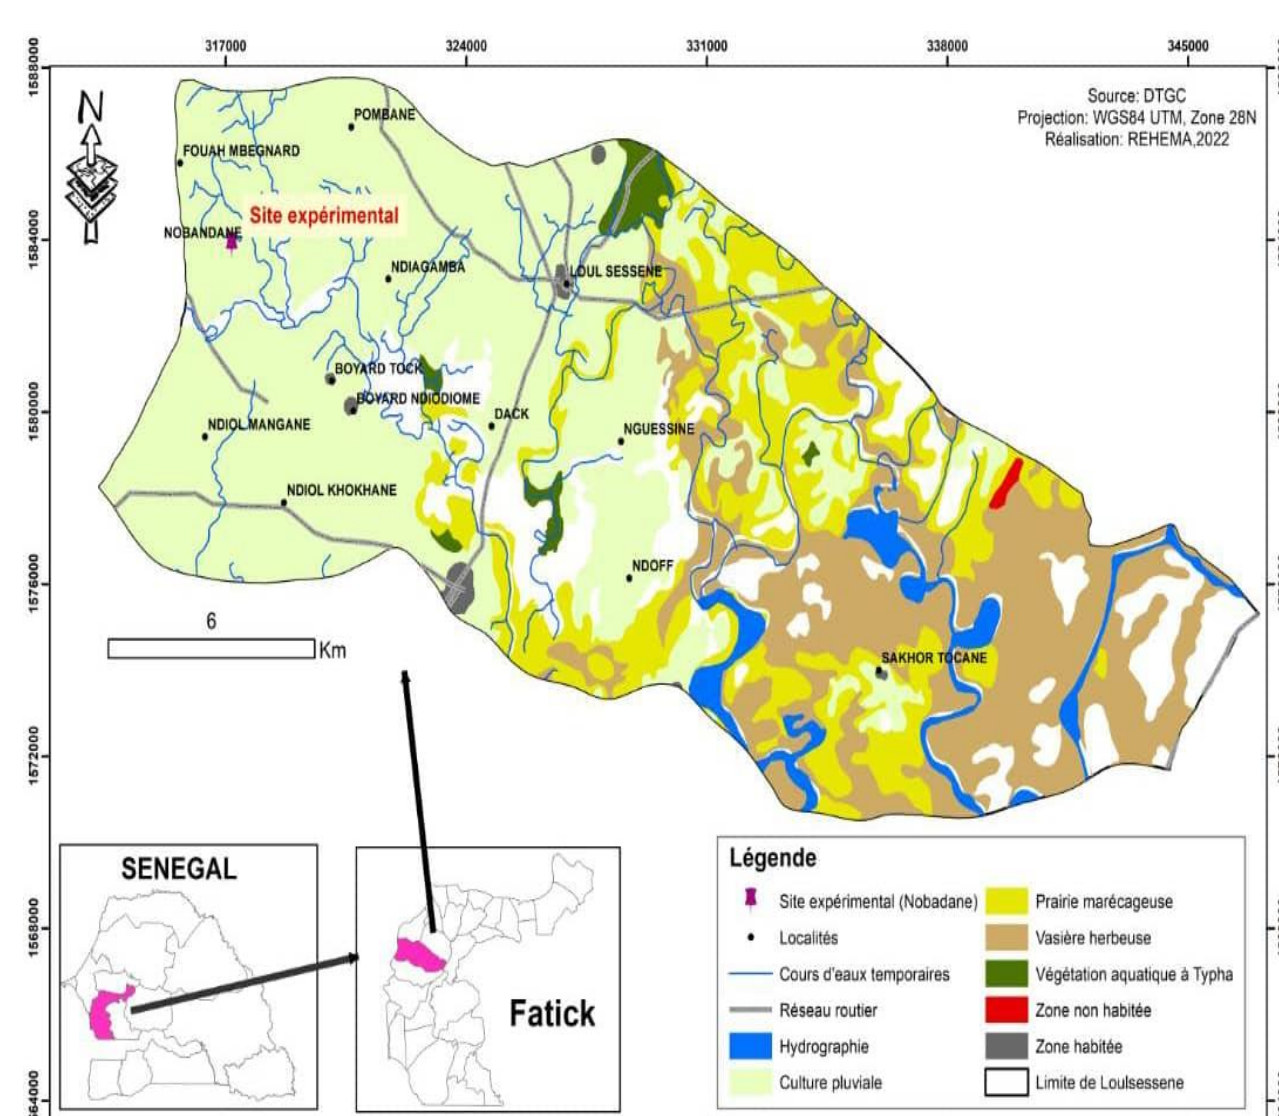 317000 324000 331000 338000 345000
1588000
1584000
1580000
1576000
1572000
1568000
N
Source: DTGC
Projection: WGS84 UTM, Zone 28N
Réalisation: REHEMA,2022
POMBANE
FOUAH MBEGNARD
Site expérimental
NOBANDANE
NDIAGAMBA
LOUL SESSENE
BOYARD TOCK
BOYARD NDIODIOME
NDIOL MANGANE
DACK
NGUESSINE
NDIOL KHOKHANE
NDOFF
SAKHOR TOCANE
6
Km
SENEGAL
Fatick
Légende
Site expérimental (Nobadane)
Localités
Cours d'eaux temporaires
Réseau routier
Hydrographie
Culture pluviale
Prairie marécageuse
Vasière herbeuse
Végètation aquatique à Typha
Zone non habitée
Zone habitée
Limite de Loulsessene